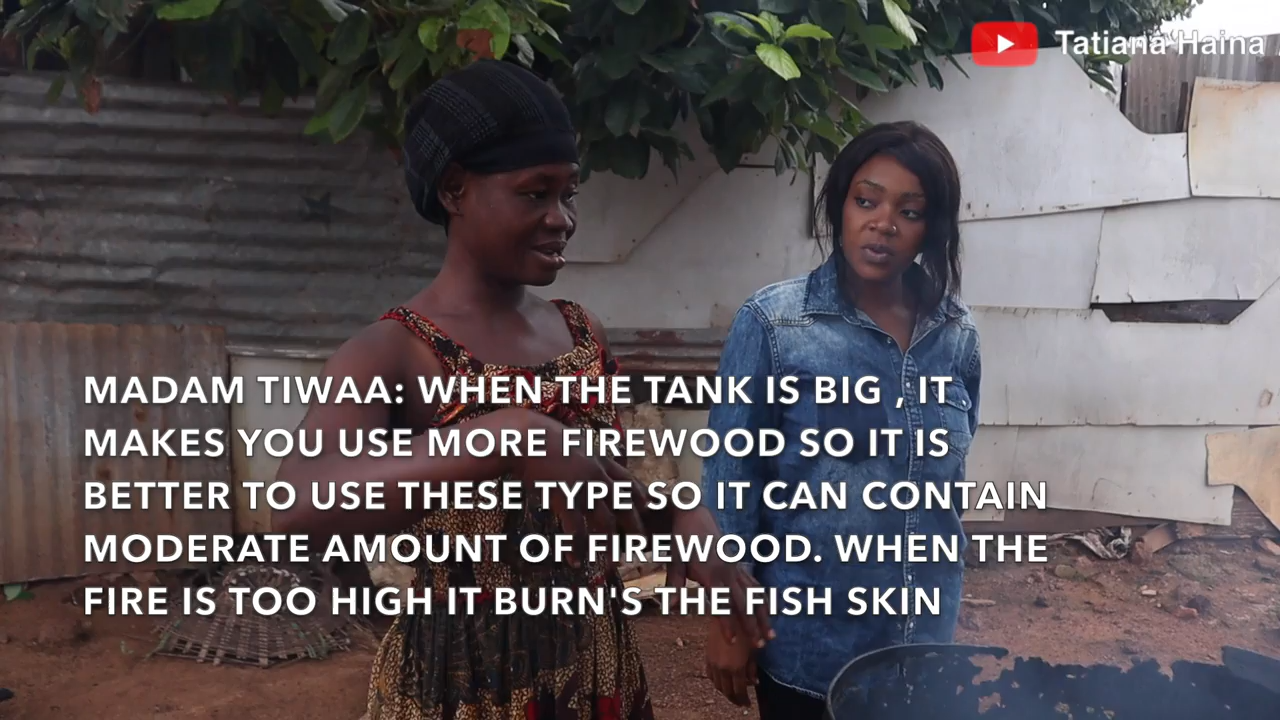 Tatiana Haina
MADAM TIWAA: WHEN THE TANK IS BIG , IT
MAKES YOU USE MORE FIREWOOD SO IT IS
BETTER TO USE THESE TYPE SO IT CAN CONTAIN
MODERATE AMOUNT OF FIREWOOD. WHEN THE
FIRE IS TOO HIGH IT BURN'S THE FISH SKIN